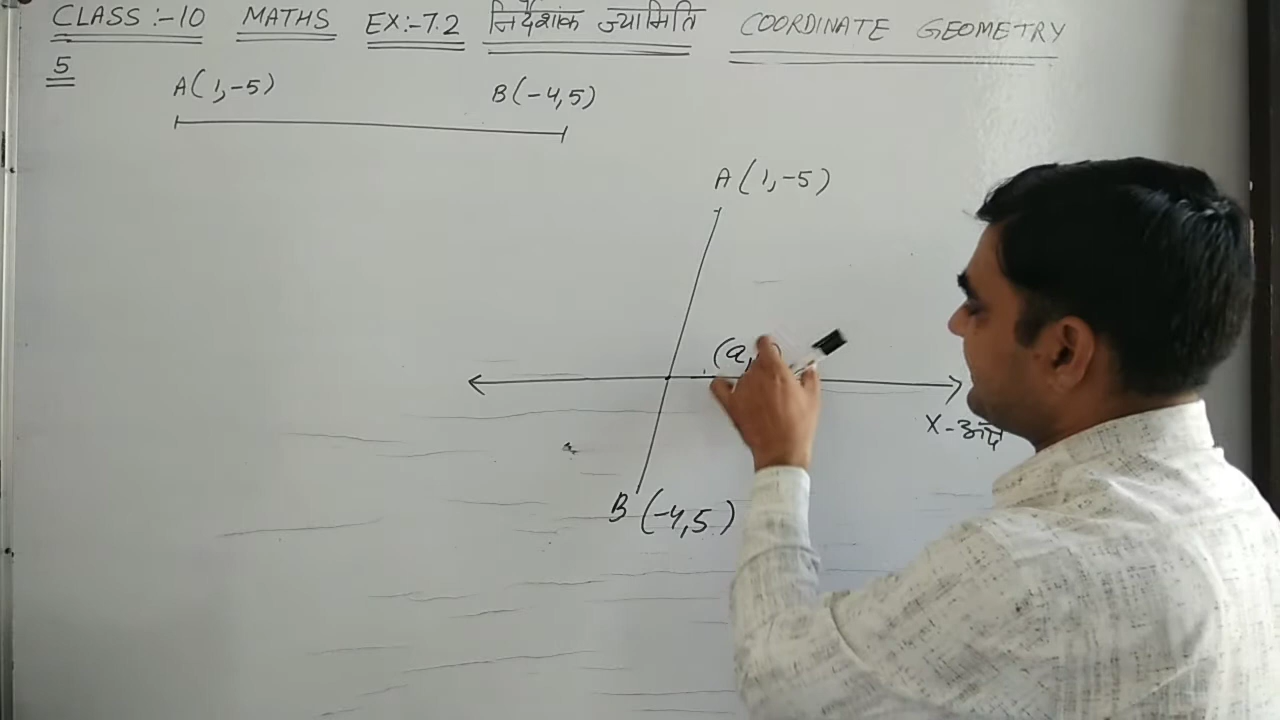 CLASS :-10 MATHS EX:-7.2 निर्देशांक ज्यामिति COORDINATE GEOMETRY
5
A(1,-5) B(-4,5)
A(1,-5)
(a,
X-अक्ष
B(-4,5)